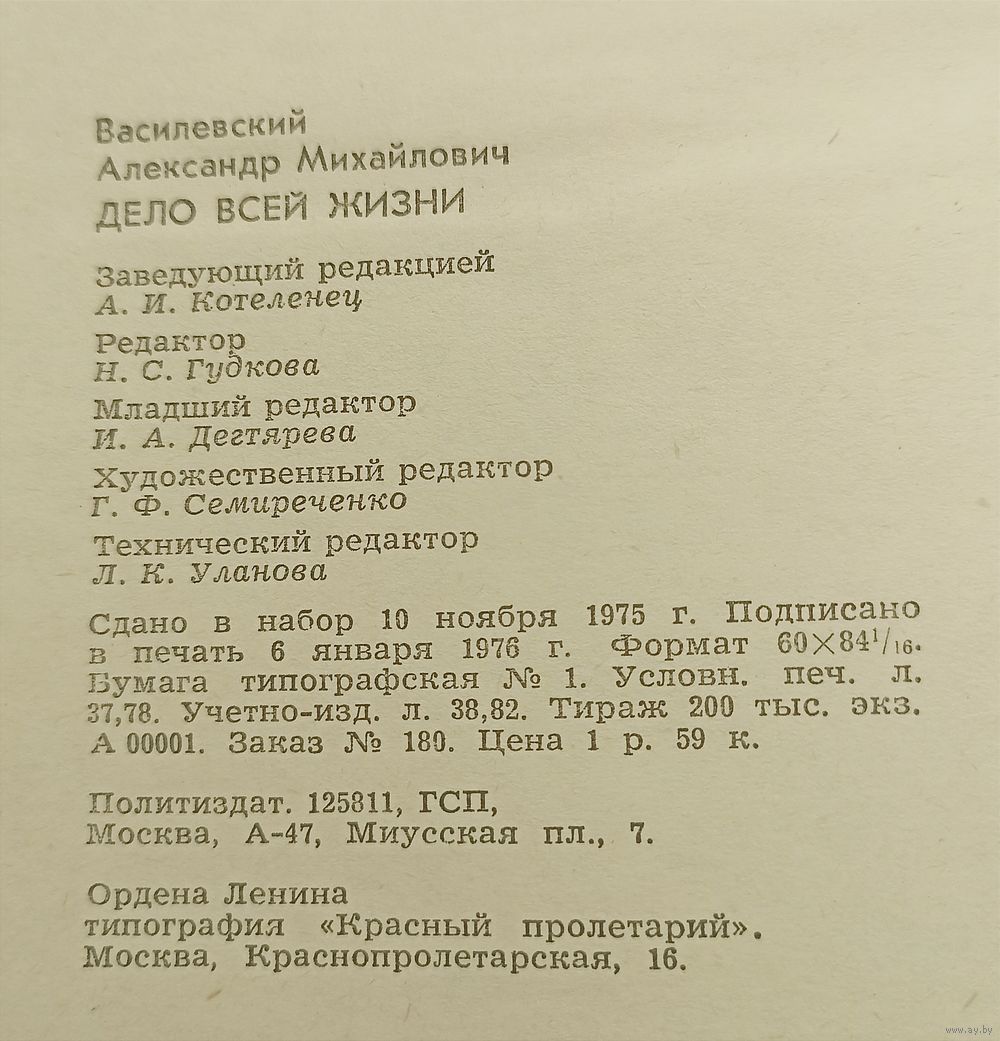 Василевский
Александр Михайлович
ДЕЛО ВСЕЙ ЖИЗНИ
Заведующий редакцией
А. И. Котеленец
Редактор
Н. С. Гудкова
Младший редактор
И. А. Дегтярева
Художественный редактор
Г. Ф. Семиреченко
Технический редактор
Л. К. Уланова
Сдано в набор 10 ноября 1975 г. Подписано
в печать 6 января 1976 г. Формат 60×84¹/₁₆.
Бумага типографская № 1. Условн. печ. л.
37,78. Учетно-изд. л. 38,82. Тираж 200 тыс. экз.
А 00001. Заказ № 180. Цена 1 р. 59 к.
Политиздат. 125811, ГСП,
Москва, А-47, Миусская пл., 7.
Ордена Ленина
типография «Красный пролетарий».
Москва, Краснопролетарская, 16.
www.ay.by